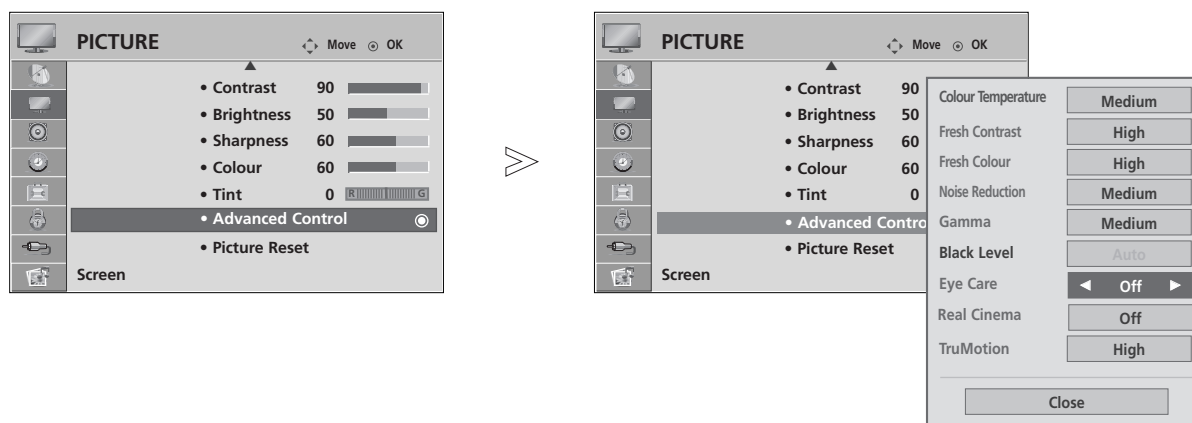 PICTURE
Move OK
• Contrast 90
• Brightness 50
• Sharpness 60
• Colour 60
• Tint 0 R G
• Advanced Control
• Picture Reset
Screen
PICTURE
Move OK
• Contrast 90
• Brightness 50
• Sharpness 60
• Colour 60
• Tint 0
• Advanced Contro
• Picture Reset
Screen
Colour Temperature Medium
Fresh Contrast High
Fresh Colour High
Noise Reduction Medium
Gamma Medium
Black Level Auto
Eye Care ◀ Off ▶
Real Cinema Off
TruMotion High
Close